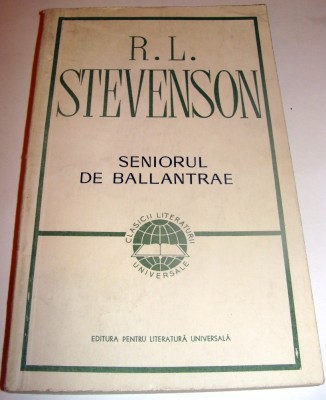 R. L.
STEVENSON
SENIORUL
DE BALLANTRAE
CLASICII LITERATURII
UNIVERSALE
EDITURA PENTRU LITERATURĂ UNIVERSALĂ